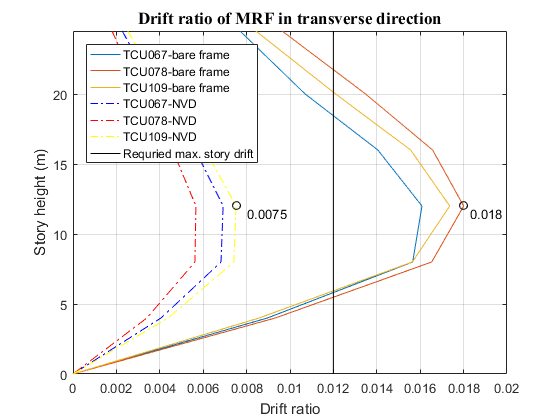 Drift ratio of MRF in transverse direction
TCU067-bare frame
TCU078-bare frame
TCU109-bare frame
TCU067-NVD
TCU078-NVD
TCU109-NVD
Requried max. story drift
Story height (m)
20
15
10
5
0
0.0075
0.018
0 0.002 0.004 0.006 0.008 0.01 0.012 0.014 0.016 0.018 0.02
Drift ratio